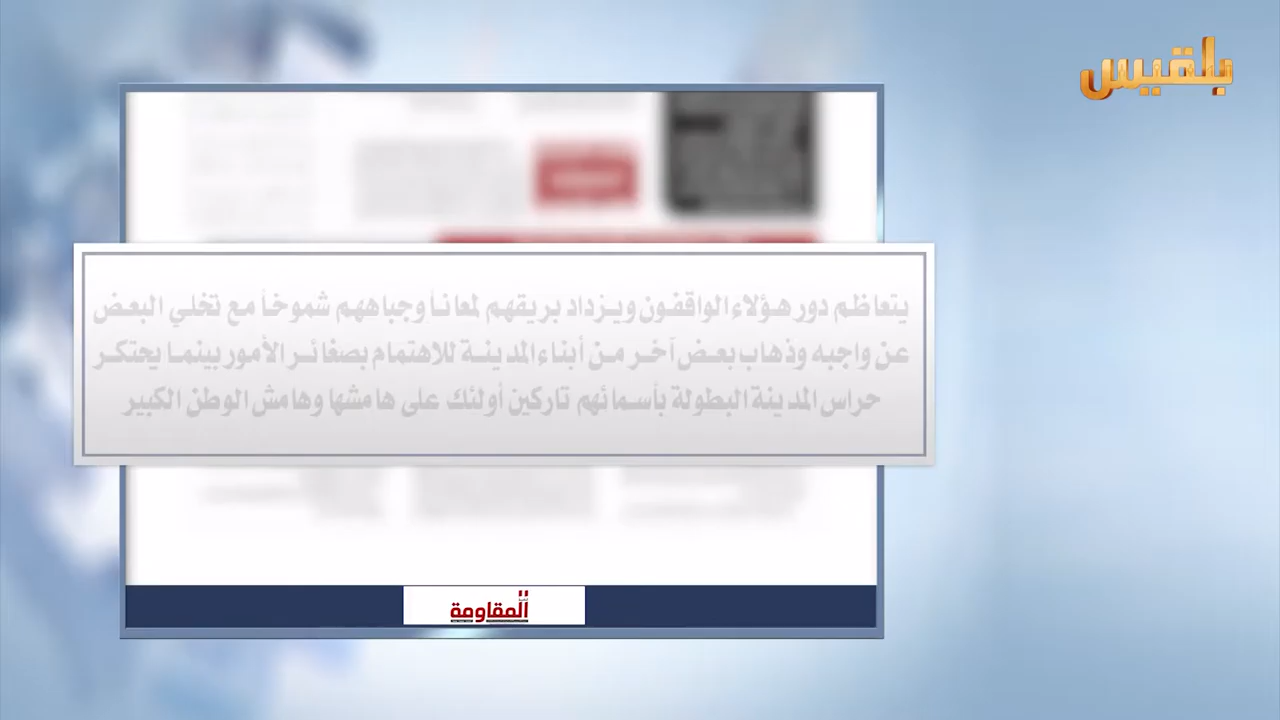 بلقيس
يتعاظم دور هؤلاء الواقفون ويزداد بريقهم لمعاناً وجباههم شموخاً مع تخلي البعض
عن واجبه وذهاب بعض آخر من أبناء المدينة للاهتمام بصغائر الأمور بينما يحتكر
حراس المدينة البطولة بأسمائهم تاركين أولئك على هامشها وهامش الوطن الكبير
المقاومة